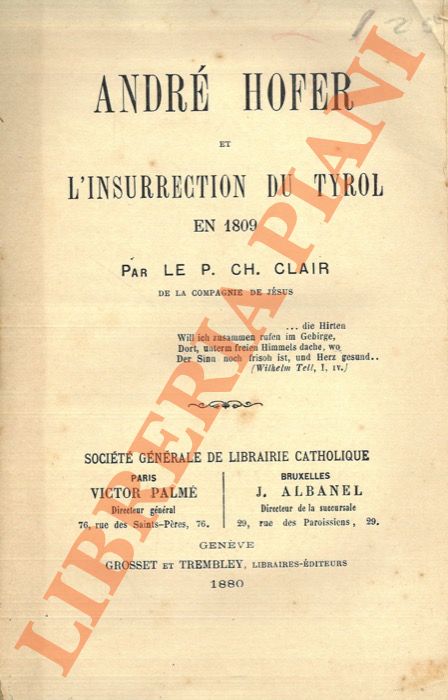 ANDRÉ HOFER
ET
L'INSURRECTION DU TYROL
EN 1809
PAR LE P. CH. CLAIR
DE LA COMPAGNIE DE JÉSUS
... die Hirten
Will ich zusammen rufen im Gebirge,
Dort, unterm freien Himmels dache, wo
Der Sinn noch frisch ist, und Herz gesund..
(Wilhelm Tell, I, IV.)
SOCIÉTÉ GÉNÉRALE DE LIBRAIRIE CATHOLIQUE
PARIS
VICTOR PALMÉ
Directeur général
76, rue des Saints-Pères, 76.
BRUXELLES
J. ALBANEL
Directeur de la succursale
29, rue des Paroissiens, 29.
GENÈVE
GROSSET ET TREMBLEY, LIBRAIRES-ÉDITEURS
1880
LIBRERIA PIANI